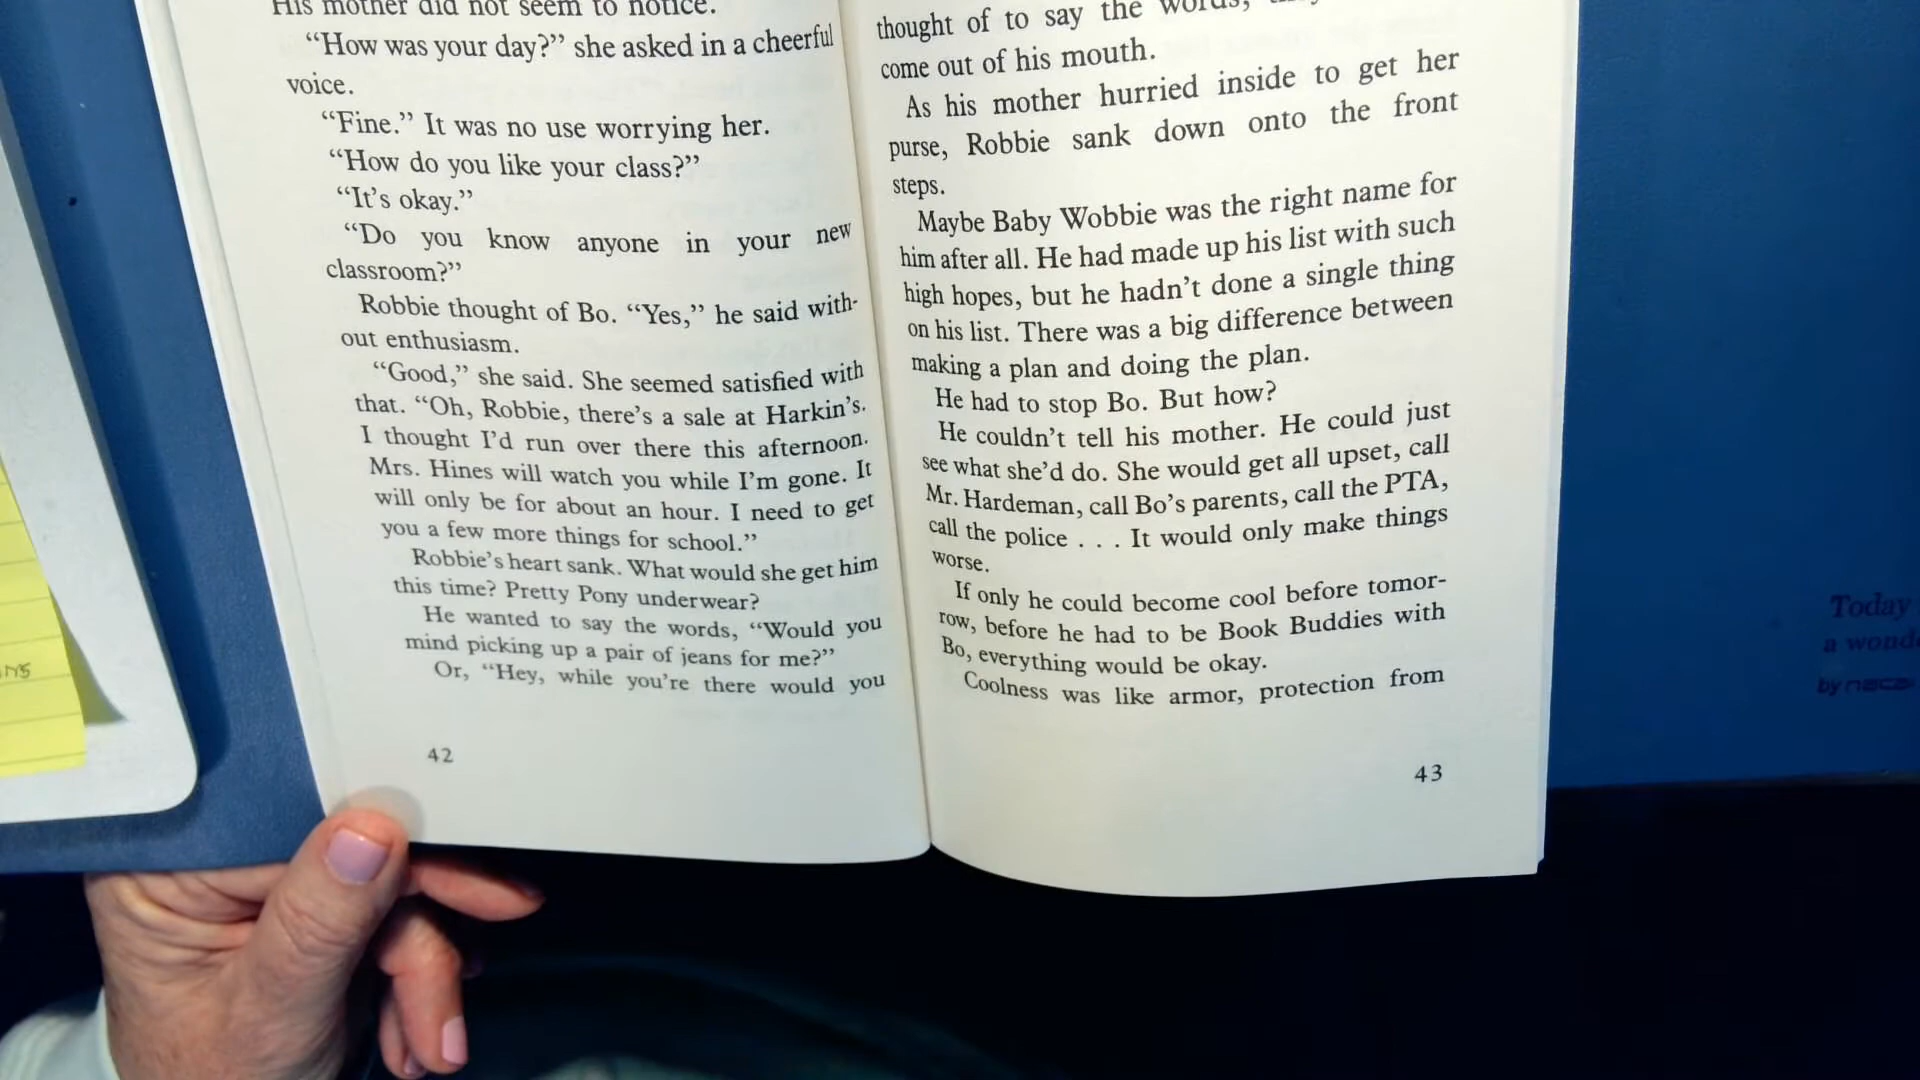 His mother did not seem to notice.
“How was your day?” she asked in a cheerful
voice.
“Fine.” It was no use worrying her.
“How do you like your class?”
“It’s okay.”
“Do you know anyone in your new
classroom?”
Robbie thought of Bo. “Yes,” he said with-
out enthusiasm.
“Good,” she said. She seemed satisfied with
that. “Oh, Robbie, there’s a sale at Harkin’s.
I thought I’d run over there this afternoon.
Mrs. Hines will watch you while I’m gone. It
will only be for about an hour. I need to get
you a few more things for school.”
Robbie’s heart sank. What would she get him
this time? Pretty Pony underwear?
He wanted to say the words, “Would you
mind picking up a pair of jeans for me?”
Or, “Hey, while you’re there would you
42
thought of to say the words,
come out of his mouth.
As his mother hurried inside to get her
purse, Robbie sank down onto the front
steps.
Maybe Baby Wobbie was the right name for
him after all. He had made up his list with such
high hopes, but he hadn’t done a single thing
on his list. There was a big difference between
making a plan and doing the plan.
He had to stop Bo. But how?
He couldn’t tell his mother. He could just
see what she’d do. She would get all upset, call
Mr. Hardeman, call Bo’s parents, call the PTA,
call the police . . . It would only make things
worse.
If only he could become cool before tomor-
row, before he had to be Book Buddies with
Bo, everything would be okay.
Coolness was like armor, protection from
43
Today
a
by